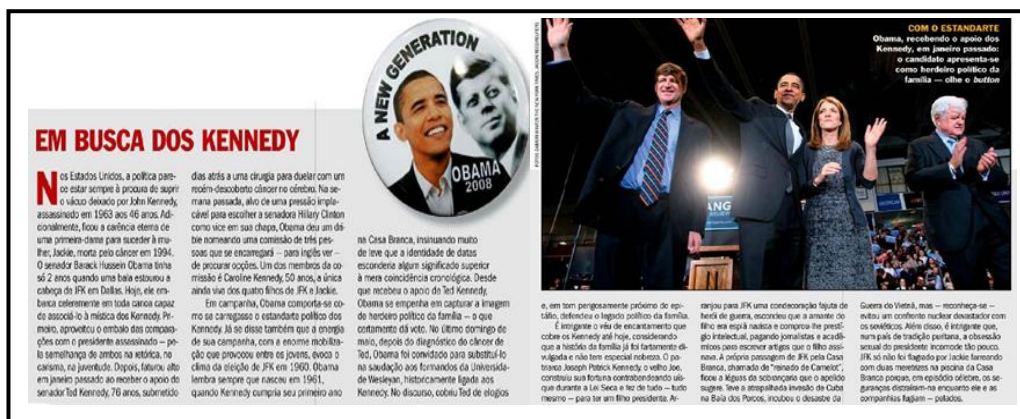 A NEW GENERATION
OBAMA
2008
COM O ESTANDARTE
Obama, recebendo o apoio dos
Kennedy, em janeiro passado:
o candidato apresenta-se
como herdeiro político da
família — olhe o button
EM BUSCA DOS KENNEDY
Nos Estados Unidos, a política pare-
ce estar sempre à procura de suprir
o vácuo deixado por John Kennedy,
assassinado em 1963 aos 46 anos. Adi-
cionalmente, ficou a carência eterna de
uma primeira-dama para suceder à mu-
lher, Jackie, morta pelo câncer em 1994.
O senador Barack Hussein Obama tinha
só 2 anos quando uma bala estourou a
cabeça de JFK em Dallas. Hoje, ele em-
barca celeremente em toda canoa capaz
de associá-lo à mística dos Kennedy. Pri-
meiro, aproveitou o embalo das compara-
ções com o presidente assassinado — pe-
la semelhança de ambos na retórica, no
carisma, na juventude. Depois, faturou alto
em janeiro passado ao receber o apoio do
senador Ted Kennedy, 76 anos, submetido
dias atrás a uma cirurgia para duelar com um
recém-descoberto câncer no cérebro. Na se-
mana passada, alvo de uma pressão impla-
cável para escolher a senadora Hillary Clinton
como vice em sua chapa, Obama deu um dri-
ble nomeando uma comissão de três pes-
soas que se encarregará — para inglês ver —
de procurar opções. Um dos membros da co-
missão é Caroline Kennedy, 50 anos, a única
ainda viva dos quatro filhos de JFK e Jackie.
Em campanha, Obama comporta-se co-
mo se carregasse o estandarte político dos
Kennedy. Já se disse também que a energia
de sua campanha, com a enorme mobiliza-
ção que provocou entre os jovens, evoca o
clima da eleição de JFK em 1960. Obama
lembra sempre que nasceu em 1961,
quando Kennedy cumpria seu primeiro ano
na Casa Branca, insinuando muito
de leve que a identidade de datas
esconderia algum significado superior
à mera coincidência cronológica. Desde
que recebeu o apoio de Ted Kennedy,
Obama se empenha em capturar a imagem
de herdeiro político da família — o que
certamente dá voto. No último domingo de
maio, depois do diagnóstico de câncer de
Ted, Obama foi convidado para substituí-lo
na saudação aos formandos da Universida-
de Wesleyan, historicamente ligada aos
Kennedy. No discurso, cobriu Ted de elogios
e, em tom perigosamente próximo do epi-
táfio, defendeu o legado político da família.
É intrigante o véu de encantamento que
cobre os Kennedy até hoje, considerando
que a história da família já foi fartamente di-
vulgada e não tem especial nobreza. O pa-
triarca Joseph Patrick Kennedy, o velho Joe,
construiu sua fortuna contrabandeando uís-
que durante a Lei Seca e fez de tudo — tudo
mesmo — para ter um filho presidente. Ar-
ranjou para JFK uma condecoração fajuta de
herói de guerra, escondeu que a amante do
filho era espiã nazista e comprou-lhe prestí-
gio intelectual, pagando jornalistas e acadê-
micos para escrever artigos que o filho assi-
nava. A própria passagem de JFK pela Casa
Branca, chamada de "reinado de Camelot",
ficou a léguas da sobranceria que o apelido
sugere. Teve a atrapalhada invasão de Cuba
na Baía dos Porcos, incubou o desastre da
Guerra do Vietnã, mas — reconheça-se —
evitou um confronto nuclear devastador com
os soviéticos. Além disso, é intrigante que,
num país de tradição puritana, a obsessão
sexual do presidente incomode tão pouco.
JFK só não foi flagrado por Jackie farreando
com duas meretrizes na piscina da Casa
Branca porque, em episódio célebre, os se-
guranças distraíram-na enquanto ele e as
companhias fugiam — pelados.